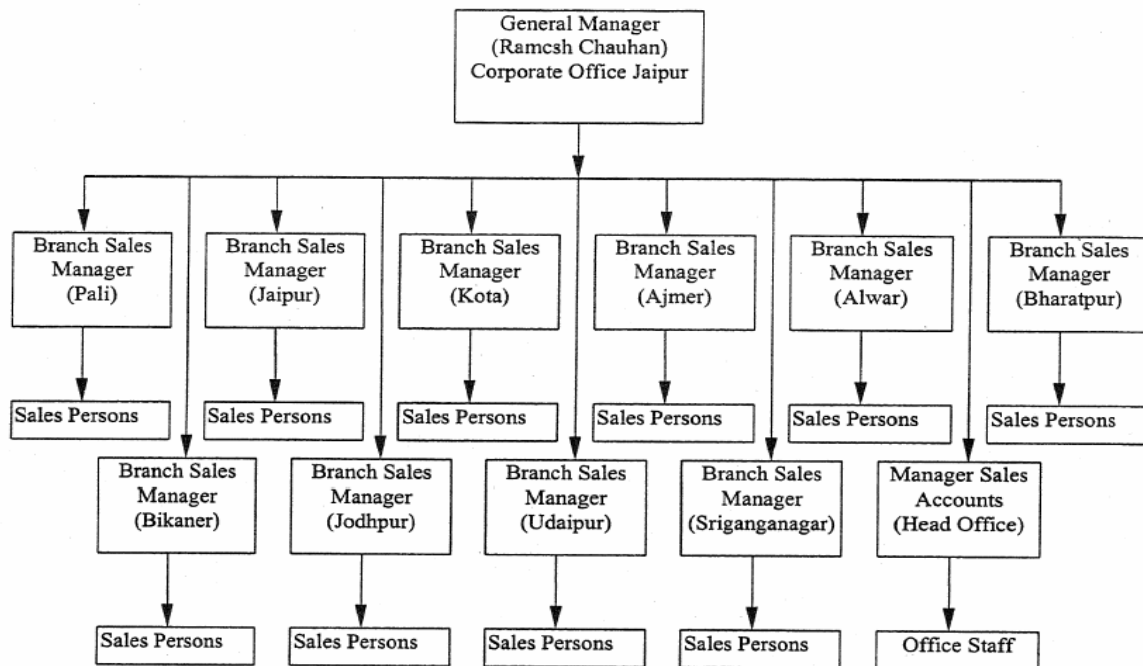 General Manager
(Ramcsh Chauhan)
Corporate Office Jaipur
Branch Sales
Manager
(Pali)
Branch Sales
Manager
(Jaipur)
Branch Sales
Manager
(Kota)
Branch Sales
Manager
(Ajmer)
Branch Sales
Manager
(Alwar)
Branch Sales
Manager
(Bharatpur)
Sales Persons
Sales Persons
Sales Persons
Sales Persons
Sales Persons
Sales Persons
Branch Sales
Manager
(Bikaner)
Branch Sales
Manager
(Jodhpur)
Branch Sales
Manager
(Udaipur)
Branch Sales
Manager
(Sriganganagar)
Manager Sales
Accounts
(Head Office)
Sales Persons
Sales Persons
Sales Persons
Sales Persons
Office Staff